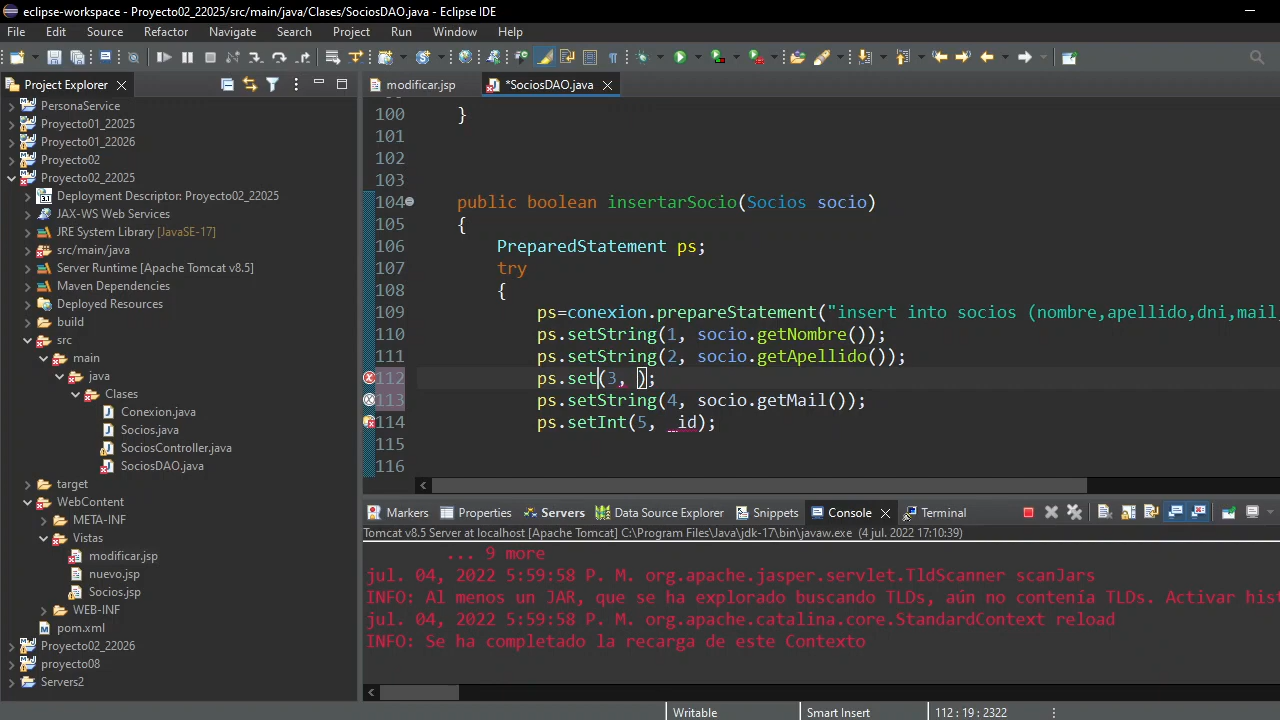 eclipse-workspace - Proyecto02_22025/src/main/java/Clases/SociosDAO.java - Eclipse IDE
File Edit Source Refactor Navigate Search Project Run Window Help
Project Explorer
modificar.jsp
*SociosDAO.java
PersonaService
Proyecto01_22025
Proyecto01_22026
Proyecto02
Proyecto02_22025
Deployment Descriptor: Proyecto02_22025
JAX-WS Web Services
JRE System Library [JavaSE-17]
src/main/java
Server Runtime [Apache Tomcat v8.5]
Maven Dependencies
Deployed Resources
build
src
main
java
Clases
Conexion.java
Socios.java
SociosController.java
SociosDAO.java
target
WebContent
META-INF
Vistas
modificar.jsp
nuevo.jsp
Socios.jsp
WEB-INF
pom.xml
Proyecto02_22026
proyecto08
Servers2
100 }
101
102
103
104 public boolean insertarSocio(Socios socio)
105 {
106 PreparedStatement ps;
107 try
108 {
109 ps=conexion.prepareStatement("insert into socios (nombre,apellido,dni,mail,
110 ps.setString(1, socio.getNombre());
111 ps.setString(2, socio.getApellido());
112 ps.set(3, );
113 ps.setString(4, socio.getMail());
114 ps.setInt(5, _id);
115
116
Markers Properties Servers Data Source Explorer Snippets Console Terminal
Tomcat v8.5 Server at localhost [Apache Tomcat] C:\Program Files\Java\jdk-17\bin\javaw.exe (4 jul. 2022 17:10:39)
... 9 more
jul. 04, 2022 5:59:58 P. M. org.apache.jasper.servlet.TldScanner scanJars
INFO: Al menos un JAR, que se ha explorado buscando TLDs, aún no contenía TLDs. Activar hist
jul. 04, 2022 5:59:58 P. M. org.apache.catalina.core.StandardContext reload
INFO: Se ha completado la recarga de este Contexto
Writable Smart Insert 112 : 19 : 2322